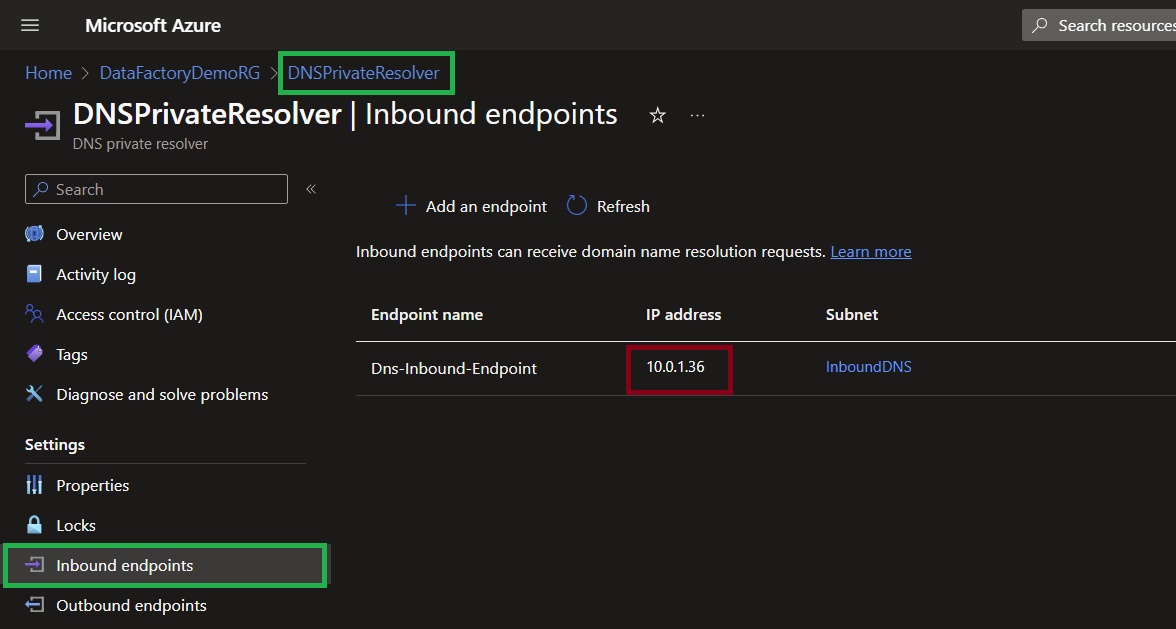 Microsoft Azure
Search resources
Home > DataFactoryDemoRG > DNSPrivateResolver
DNSPrivateResolver | Inbound endpoints
DNS private resolver
Search
Add an endpoint
Refresh
Overview
Inbound endpoints can receive domain name resolution requests. Learn more
Activity log
Access control (IAM)
Endpoint name IP address Subnet
Tags
Dns-Inbound-Endpoint 10.0.1.36 InboundDNS
Diagnose and solve problems
Settings
Properties
Locks
Inbound endpoints
Outbound endpoints